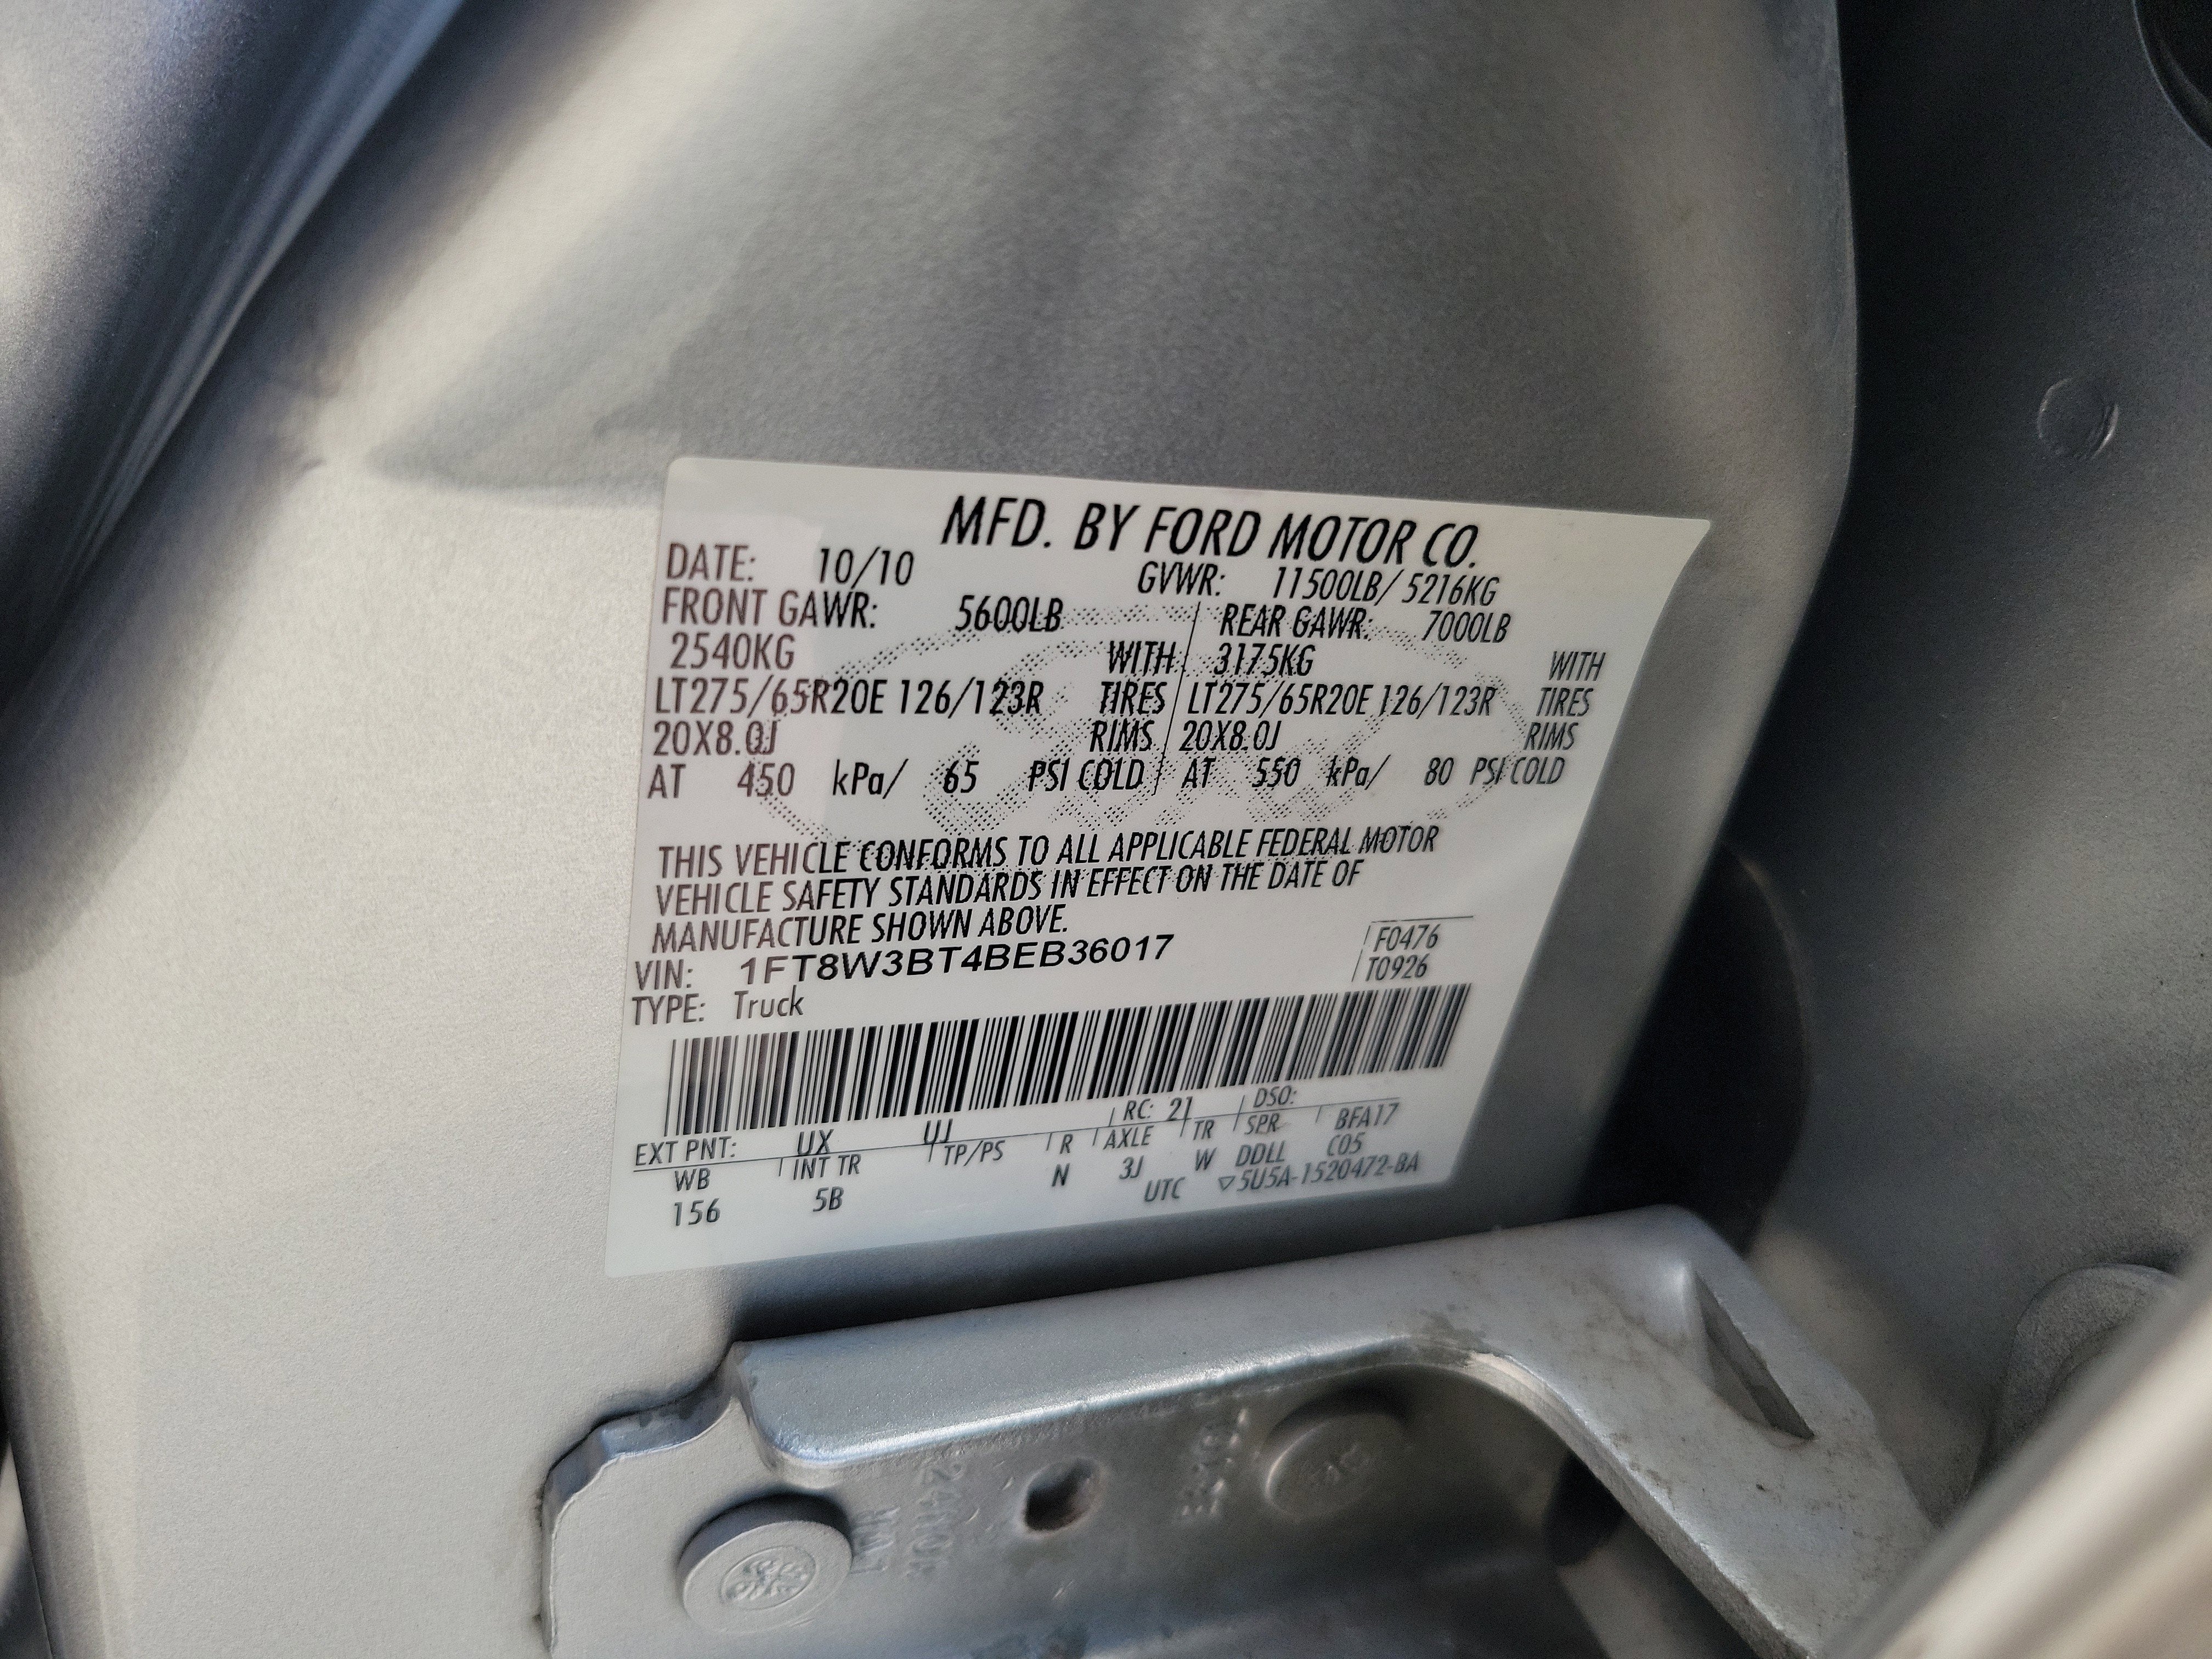 MFD. BY FORD MOTOR CO.
DATE: 10/10 GVWR: 11500LB/ 5216KG
FRONT GAWR: 5600LB REAR GAWR: 7000LB
2540KG WITH 3175KG WITH
LT275/65R20E 126/123R TIRES LT275/65R20E 126/123R TIRES
20X8.0J RIMS 20X8.0J RIMS
AT 450 kPa/ 65 PSI COLD AT 550 kPa/ 80 PSI COLD
THIS VEHICLE CONFORMS TO ALL APPLICABLE FEDERAL MOTOR
VEHICLE SAFETY STANDARDS IN EFFECT ON THE DATE OF
MANUFACTURE SHOWN ABOVE.
VIN: 1FT8W3BT4BEB36017 F0476
TYPE: Truck T0926
EXT PNT: UX UJ RC: 21 DSO:
WB INT TR TP/PS R AXLE TR SPR BFA17
156 5B N 3J W DDLL C05
UTC ▽5U5A-1520472-BA